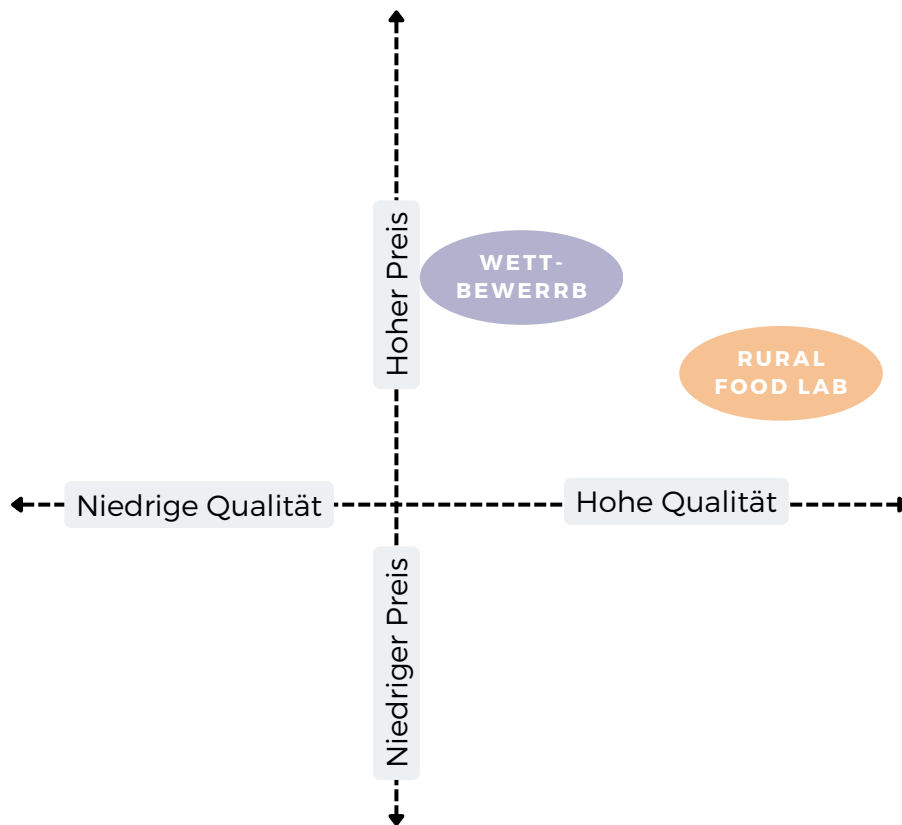 Hoher Preis
WETT-
BEWERRB
RURAL
FOOD LAB
Niedrige Qualität
Hohe Qualität
Niedriger Preis